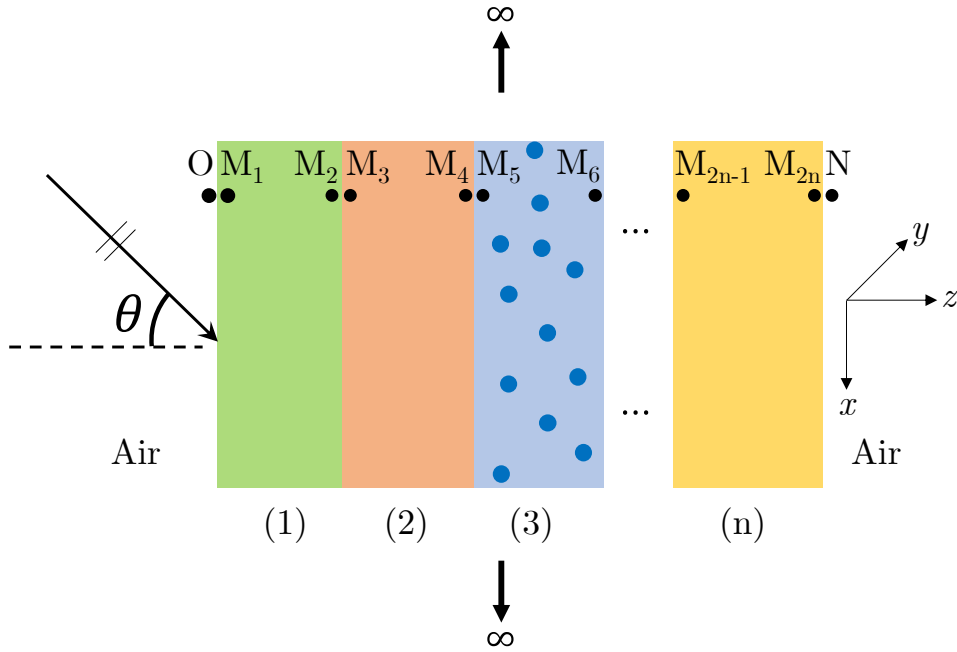 ∞
O M₁ M₂ M₃ M₄ M₅ M₆ M₂ₙ₋₁ M₂ₙ N
...
y
θ
z
x
...
Air Air
(1) (2) (3) (n)
∞